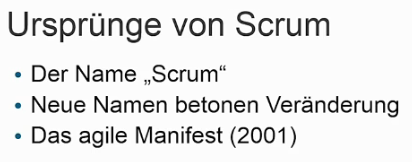 Ursprünge von Scrum
• Der Name „Scrum“
• Neue Namen betonen Veränderung
• Das agile Manifest (2001)